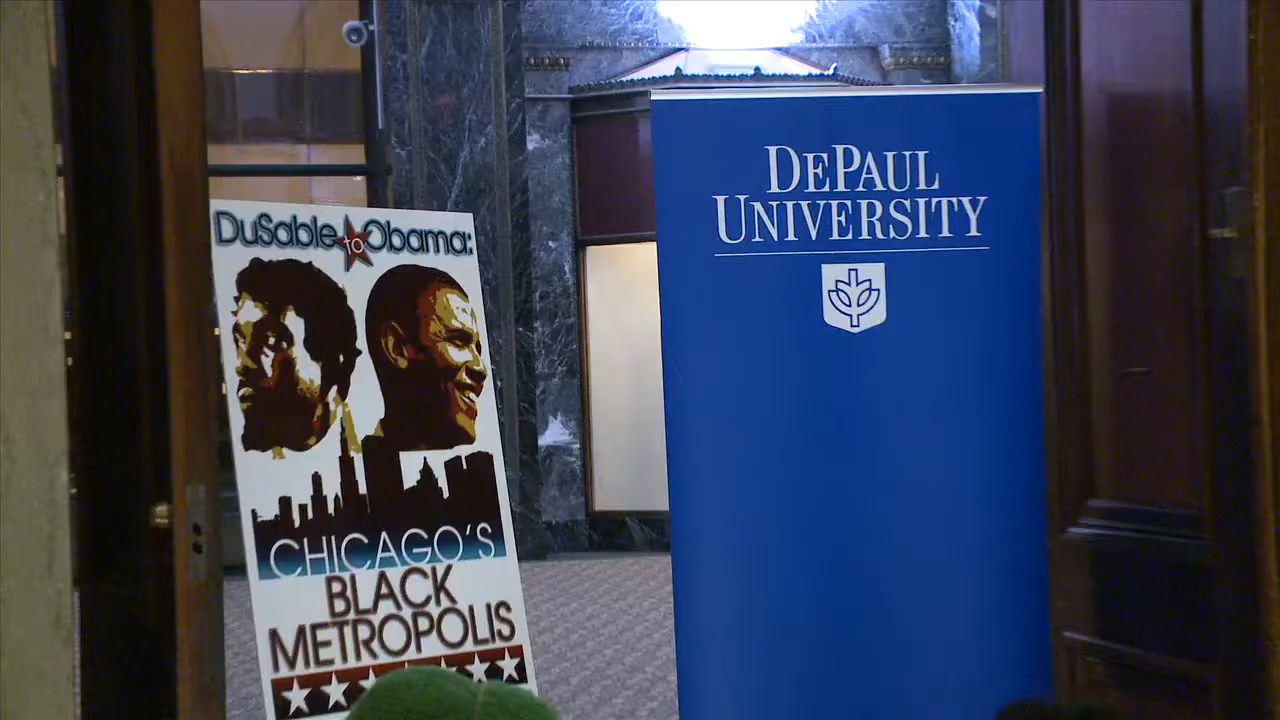 DuSable to Obama:
CHICAGO'S
BLACK
METROPOLIS
DEPAUL
UNIVERSITY